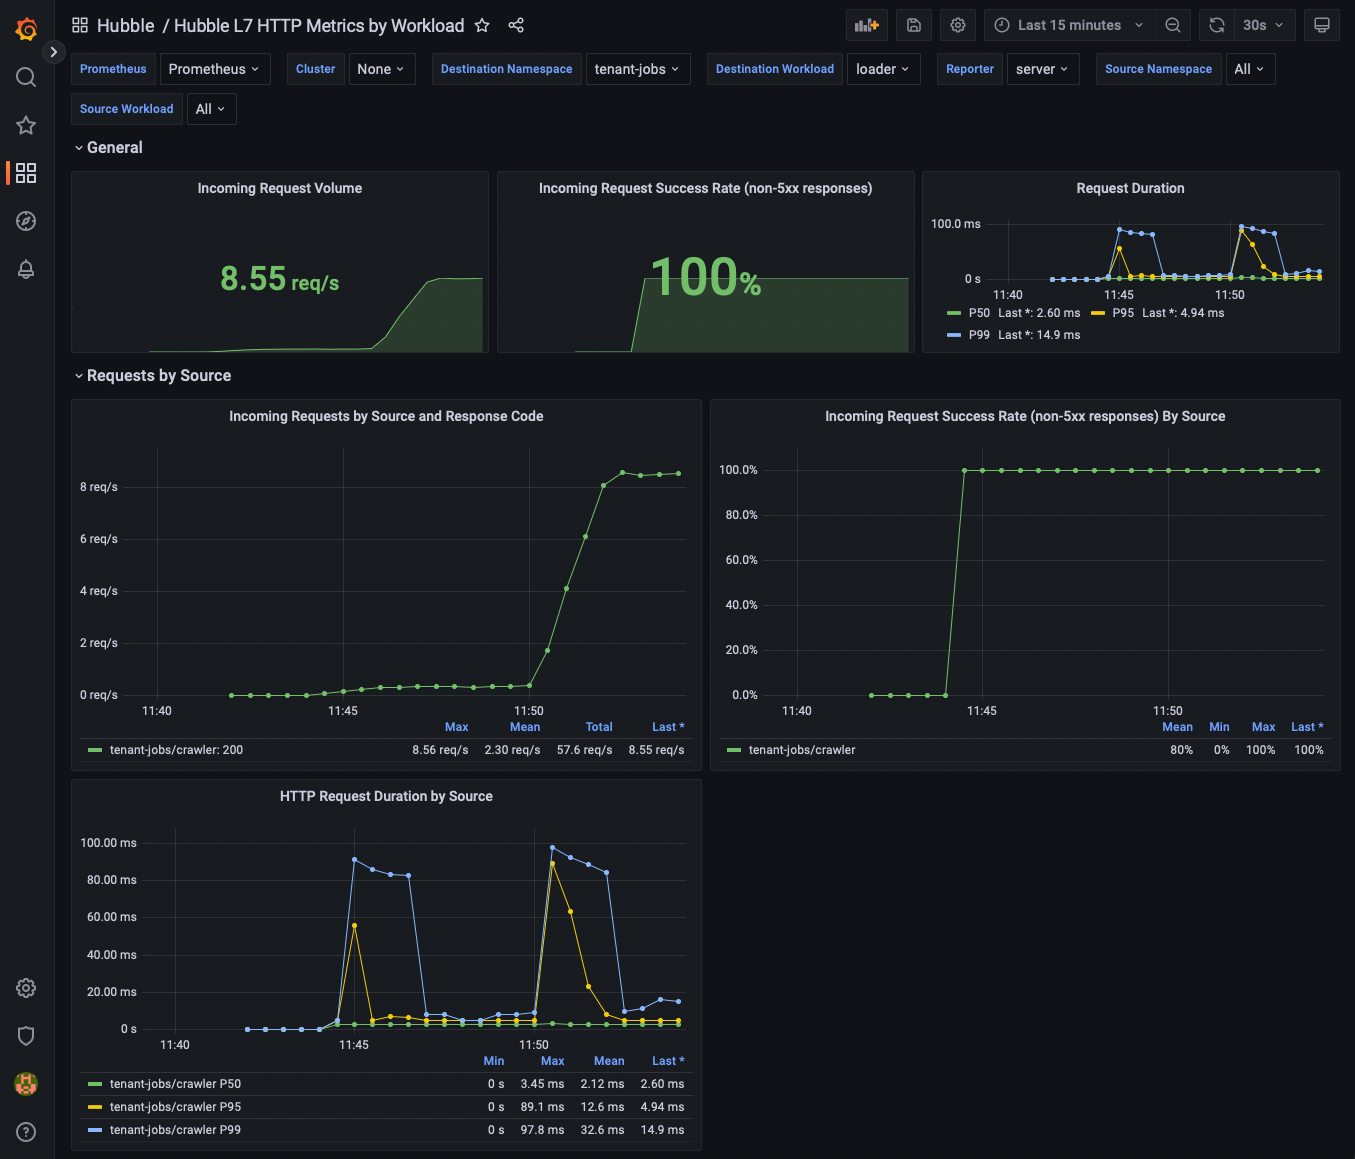 Hubble / Hubble L7 HTTP Metrics by Workload
Last 15 minutes
30s
Prometheus Prometheus Cluster None Destination Namespace tenant-jobs Destination Workload loader Reporter server Source Namespace All
Source Workload All
General
Incoming Request Volume
8.55 req/s
Incoming Request Success Rate (non-5xx responses)
100%
Request Duration
100.0 ms
0 s
11:40 11:45 11:50
P50 Last *: 2.60 ms P95 Last *: 4.94 ms
P99 Last *: 14.9 ms
Requests by Source
Incoming Requests by Source and Response Code
8 req/s
6 req/s
4 req/s
2 req/s
0 req/s
11:40 11:45 11:50
Max Mean Total Last *
tenant-jobs/crawler: 200 8.56 req/s 2.30 req/s 57.6 req/s 8.55 req/s
Incoming Request Success Rate (non-5xx responses) By Source
100.0%
80.0%
60.0%
40.0%
20.0%
0.0%
11:40 11:45 11:50
Mean Min Max Last *
tenant-jobs/crawler 80% 0% 100% 100%
HTTP Request Duration by Source
100.00 ms
80.00 ms
60.00 ms
40.00 ms
20.00 ms
0 s
11:40 11:45 11:50
Min Max Mean Last *
tenant-jobs/crawler P50 0 s 3.45 ms 2.12 ms 2.60 ms
tenant-jobs/crawler P95 0 s 89.1 ms 12.6 ms 4.94 ms
tenant-jobs/crawler P99 0 s 97.8 ms 32.6 ms 14.9 ms